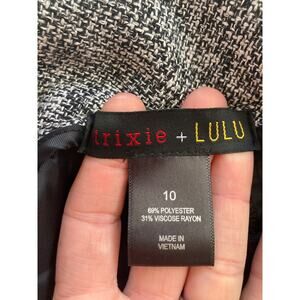 trixie + LULU
10
69% POLYESTER
31% VISCOSE RAYON
MADE IN
VIETNAM